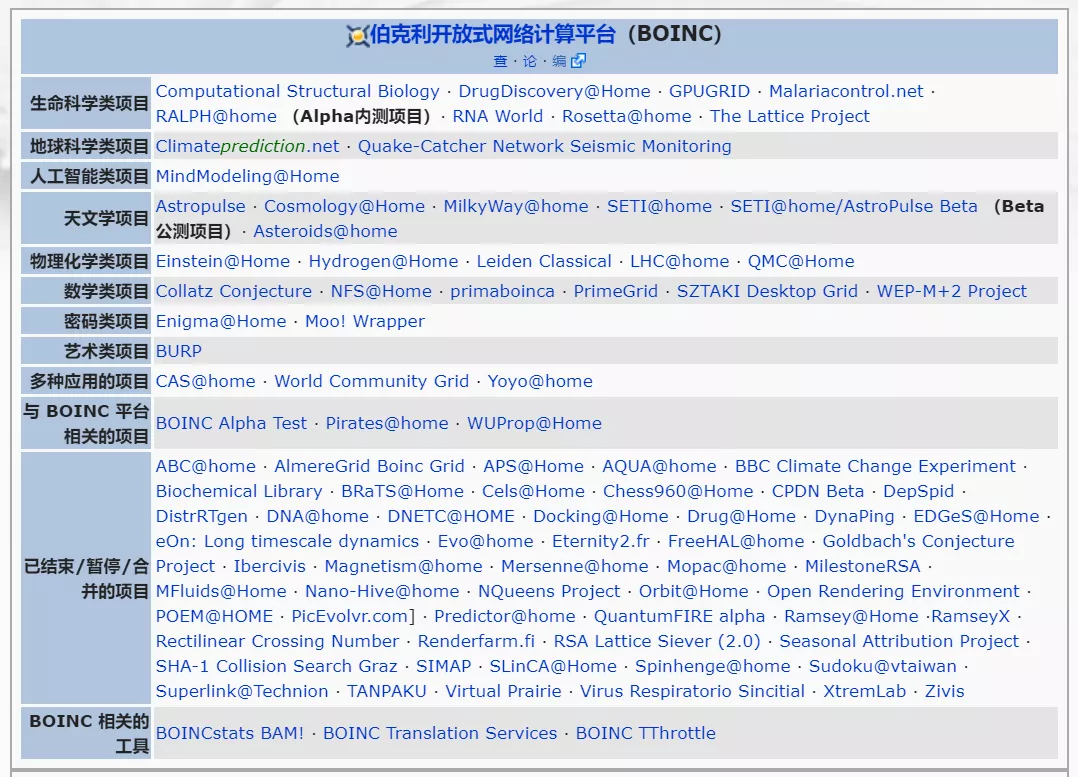 伯克利开放式网络计算平台（BOINC）
查 · 论 · 编
生命科学类项目
Computational Structural Biology · DrugDiscovery@Home · GPUGRID · Malariacontrol.net ·
RALPH@home （Alpha内测项目）· RNA World · Rosetta@home · The Lattice Project
地球科学类项目
Climateprediction.net · Quake-Catcher Network Seismic Monitoring
人工智能类项目
MindModeling@Home
天文学项目
Astropulse · Cosmology@Home · MilkyWay@home · SETI@home · SETI@home/AstroPulse Beta （Beta
公测项目）· Asteroids@home
物理化学类项目
Einstein@Home · Hydrogen@Home · Leiden Classical · LHC@home · QMC@Home
数学类项目
Collatz Conjecture · NFS@Home · primaboinca · PrimeGrid · SZTAKI Desktop Grid · WEP-M+2 Project
密码类项目
Enigma@Home · Moo! Wrapper
艺术类项目
BURP
多种应用的项目
CAS@home · World Community Grid · Yoyo@home
与 BOINC 平台
相关的项目
BOINC Alpha Test · Pirates@home · WUProp@Home
已结束/暂停/合
并的项目
ABC@home · AlmereGrid Boinc Grid · APS@Home · AQUA@home · BBC Climate Change Experiment ·
Biochemical Library · BRaTS@Home · Cels@Home · Chess960@Home · CPDN Beta · DepSpid ·
DistrRTgen · DNA@home · DNETC@HOME · Docking@Home · Drug@Home · DynaPing · EDGeS@Home ·
eOn: Long timescale dynamics · Evo@home · Eternity2.fr · FreeHAL@home · Goldbach's Conjecture
Project · Ibercivis · Magnetism@home · Mersenne@home · Mopac@home · MilestoneRSA ·
MFluids@Home · Nano-Hive@home · NQueens Project · Orbit@Home · Open Rendering Environment ·
POEM@HOME · PicEvolvr.com] · Predictor@home · QuantumFIRE alpha · Ramsey@Home ·RamseyX ·
Rectilinear Crossing Number · Renderfarm.fi · RSA Lattice Siever (2.0) · Seasonal Attribution Project ·
SHA-1 Collision Search Graz · SIMAP · SLinCA@Home · Spinhenge@home · Sudoku@vtaiwan ·
Superlink@Technion · TANPAKU · Virtual Prairie · Virus Respiratorio Sincitial · XtremLab · Zivis
BOINC 相关的
工具
BOINCstats BAM! · BOINC Translation Services · BOINC TThrottle